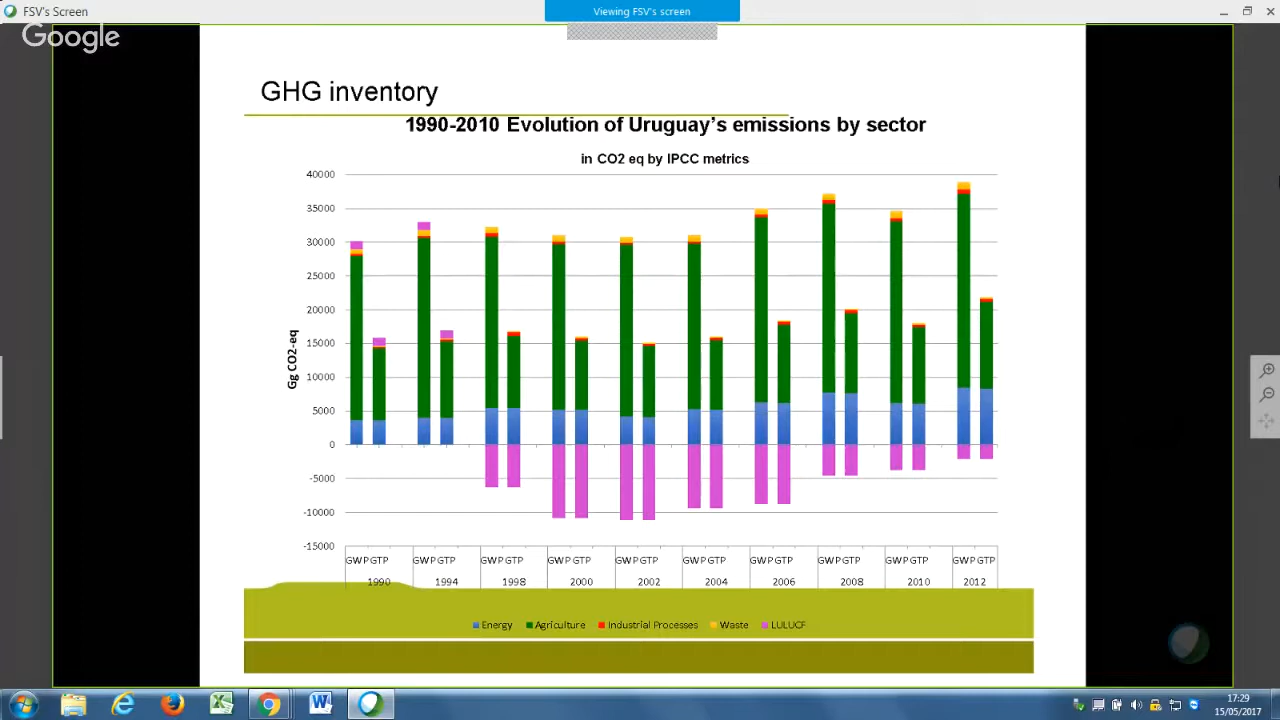 FSV's Screen
Viewing FSV's screen
Google
GHG inventory
1990-2010 Evolution of Uruguay's emissions by sector
in CO2 eq by IPCC metrics
40000
35000
30000
25000
20000
15000
10000
5000
0
-5000
-10000
-15000
Gg CO2-eq
GWP GTP GWP GTP GWP GTP GWP GTP GWP GTP GWP GTP GWP GTP GWP GTP GWP GTP GWP GTP
1990 1994 1998 2000 2002 2004 2006 2008 2010 2012
Energy Agriculture Industrial Processes Waste LULUCF
17:29
15/05/2017